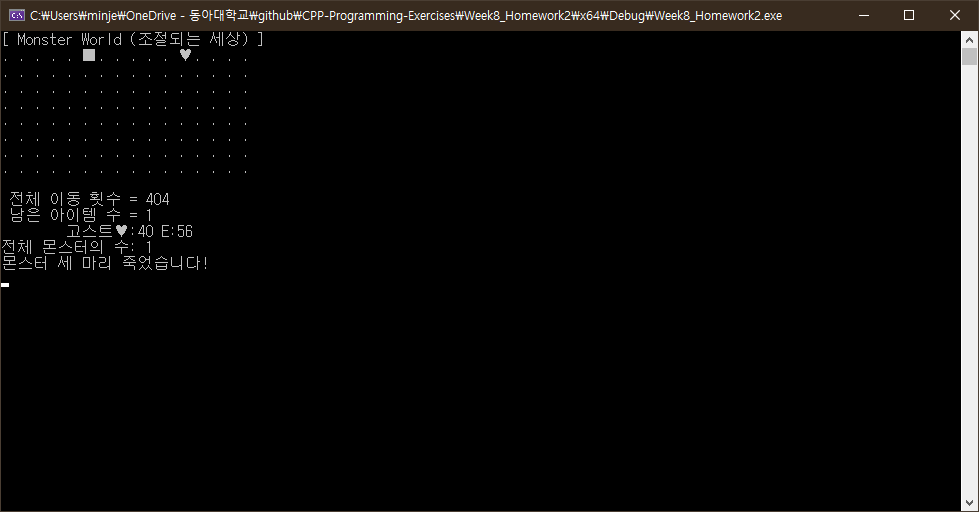 C:₩Users₩minje₩OneDrive - 동아대학교₩github₩CPP-Programming-Exercises₩Week8_Homework2₩x64₩Debug₩Week8_Homework2.exe
[ Monster World (조절되는 세상) ]
. . . . . ■ . . . . . ♥ . . . .
. . . . . . . . . . . . . . . .
. . . . . . . . . . . . . . . .
. . . . . . . . . . . . . . . .
. . . . . . . . . . . . . . . .
. . . . . . . . . . . . . . . .
. . . . . . . . . . . . . . . .
. . . . . . . . . . . . . . . .
전체 이동 횟수 = 404
남은 아이템 수 = 1
고스트♥:40 E:56
전체 몬스터의 수: 1
몬스터 세 마리 죽었습니다!